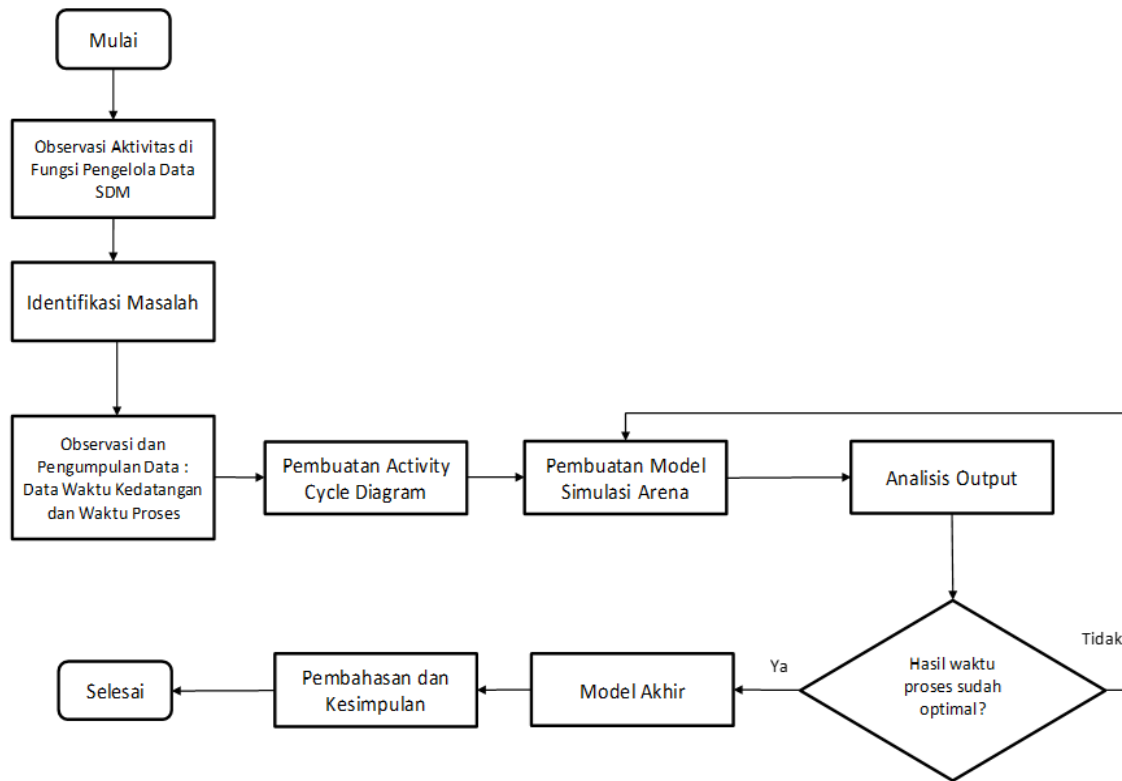 Mulai
Observasi Aktivitas di
Fungsi Pengelola Data
SDM
Identifikasi Masalah
Observasi dan
Pengumpulan Data :
Data Waktu Kedatangan
dan Waktu Proses
Pembuatan Activity
Cycle Diagram
Pembuatan Model
Simulasi Arena
Analisis Output
Hasil waktu
proses sudah
optimal?
Tidak
Ya
Model Akhir
Pembahasan dan
Kesimpulan
Selesai